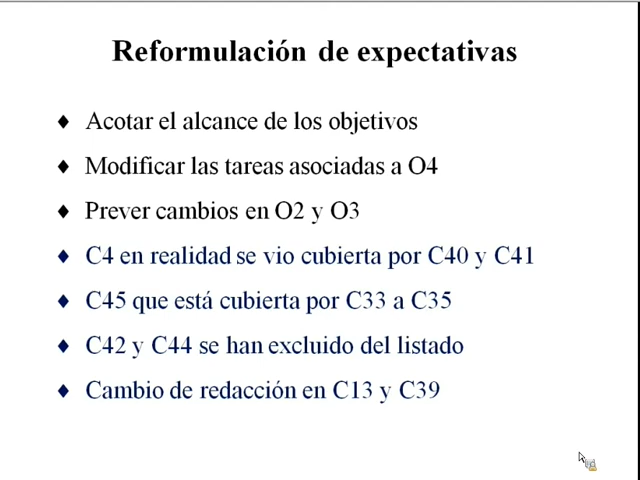 Reformulación de expectativas
♦ Acotar el alcance de los objetivos
♦ Modificar las tareas asociadas a O4
♦ Prever cambios en O2 y O3
♦ C4 en realidad se vio cubierta por C40 y C41
♦ C45 que está cubierta por C33 a C35
♦ C42 y C44 se han excluido del listado
♦ Cambio de redacción en C13 y C39